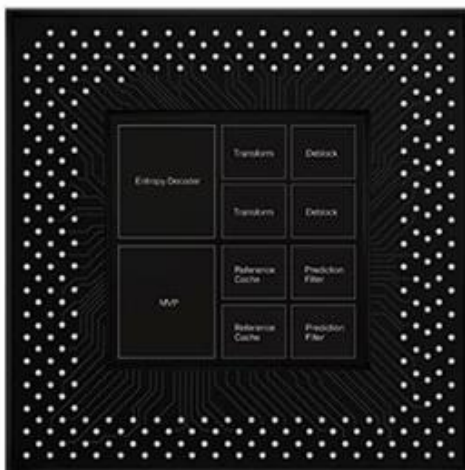 Entropy Decoder
Transform
Deblock
Transform
Deblock
MVP
Reference
Cache
Prediction
Filter
Reference
Cache
Prediction
Filter